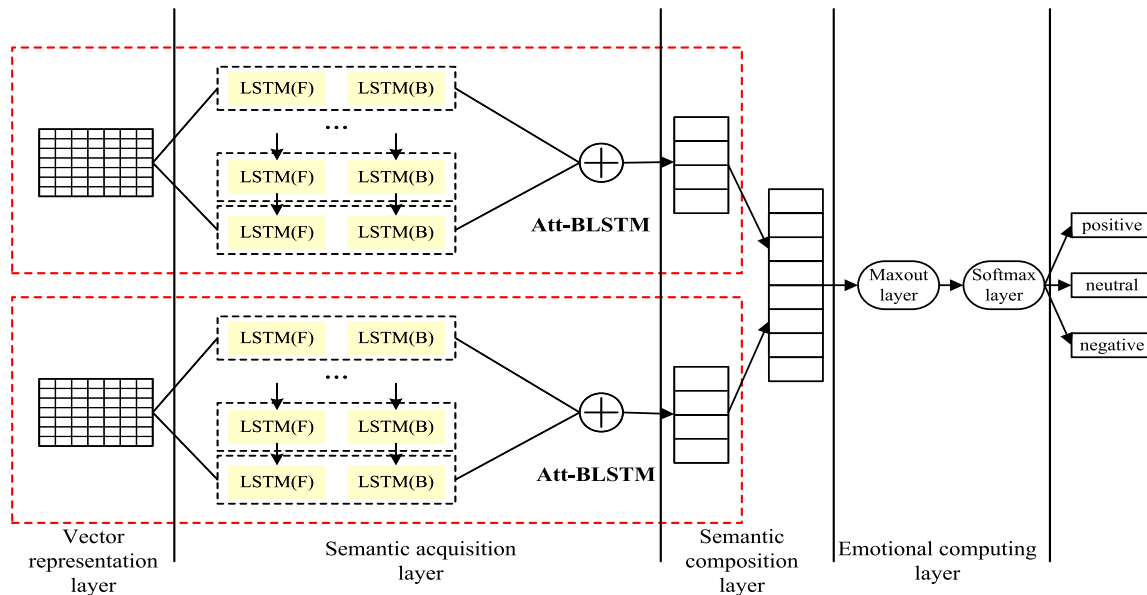 LSTM(F) LSTM(B)
...
LSTM(F) LSTM(B)
LSTM(F) LSTM(B)
Att-BLSTM
LSTM(F) LSTM(B)
...
LSTM(F) LSTM(B)
LSTM(F) LSTM(B)
Att-BLSTM
Maxout
layer
Softmax
layer
positive
neutral
negative
Vector
representation
layer
Semantic acquisition
layer
Semantic
composition
layer
Emotional computing
layer